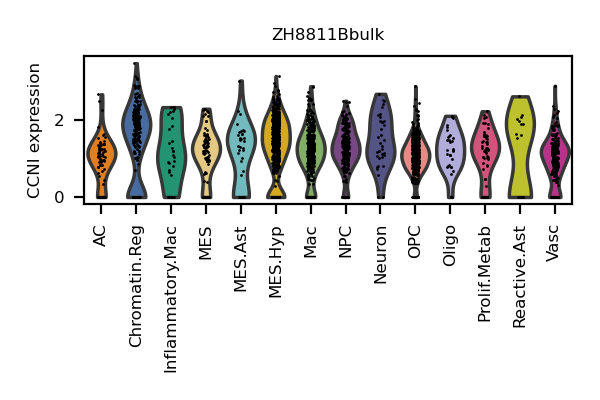 ZH8811Bbulk
CCNI expression
2
0
AC
Chromatin.Reg
Inflammatory.Mac
MES
MES.Ast
MES.Hyp
Mac
NPC
Neuron
OPC
Oligo
Prolif.Metab
Reactive.Ast
Vasc